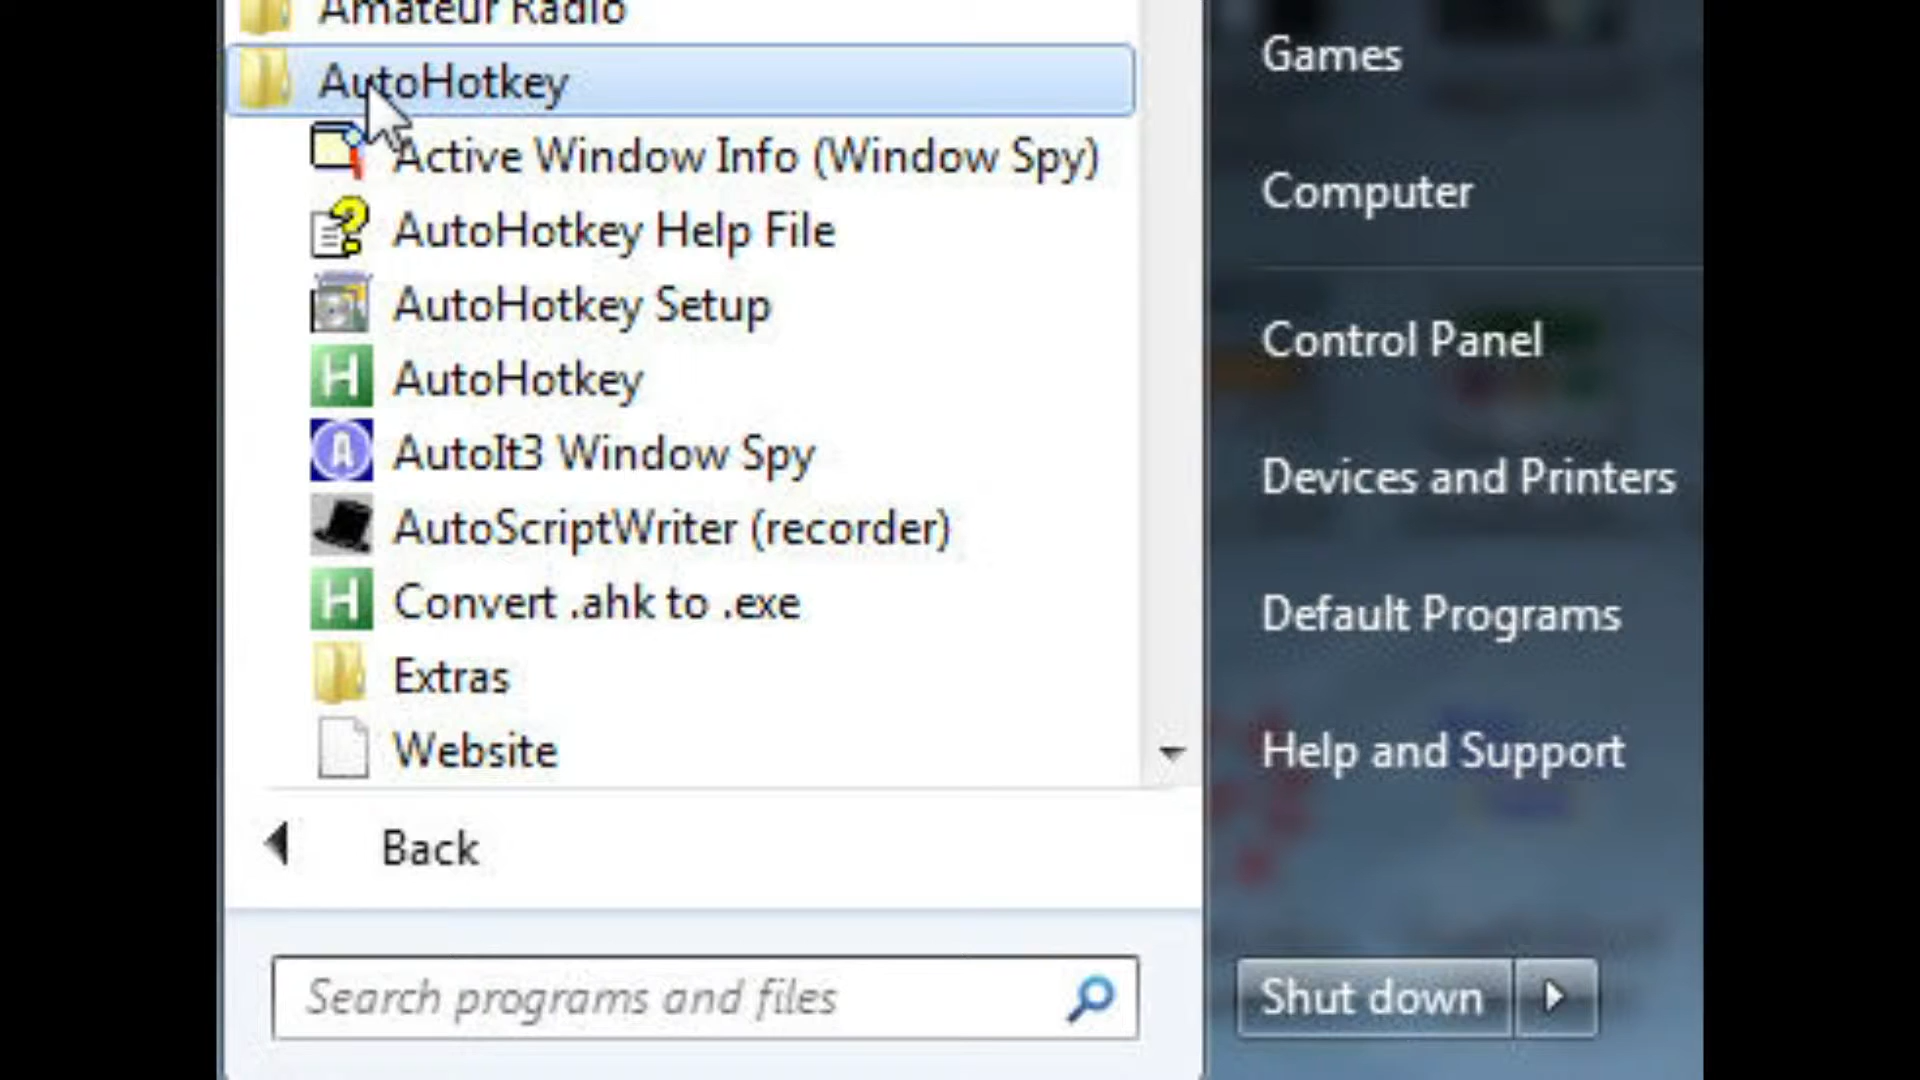 Amateur Radio
AutoHotkey
Active Window Info (Window Spy)
AutoHotkey Help File
AutoHotkey Setup
AutoHotkey
AutoIt3 Window Spy
AutoScriptWriter (recorder)
Convert .ahk to .exe
Extras
Website
Back
Search programs and files
Games
Computer
Control Panel
Devices and Printers
Default Programs
Help and Support
Shut down